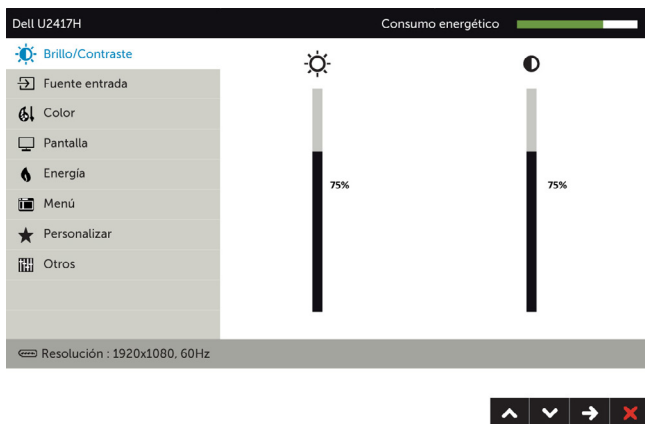 Dell U2417H
Consumo energético
Brillo/Contraste
Fuente entrada
Color
Pantalla
Energía
Menú
Personalizar
Otros
75%
75%
Resolución : 1920x1080, 60Hz